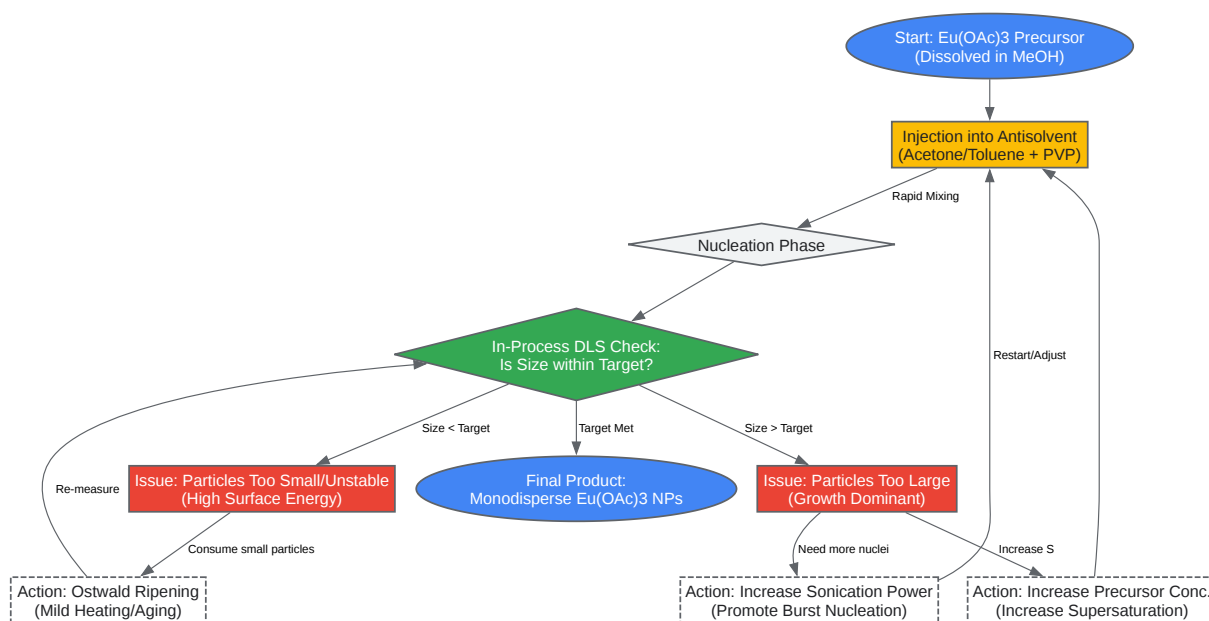 Start: Eu(OAc)3 Precursor
(Dissolved in MeOH)
Injection into Antisolvent
(Acetone/Toluene + PVP)
Rapid Mixing
Nucleation Phase
In-Process DLS Check:
Is Size within Target?
Restart/Adjust
Size < Target
Target Met
Size > Target
Re-measure
Issue: Particles Too Small/Unstable
(High Surface Energy)
Final Product:
Monodisperse Eu(OAc)3 NPs
Issue: Particles Too Large
(Growth Dominant)
Consume small particles
Need more nuclei
Increase S
Action: Ostwald Ripening
(Mild Heating/Aging)
Action: Increase Sonication Power
(Promote Burst Nucleation)
Action: Increase Precursor Conc.
(Increase Supersaturation)